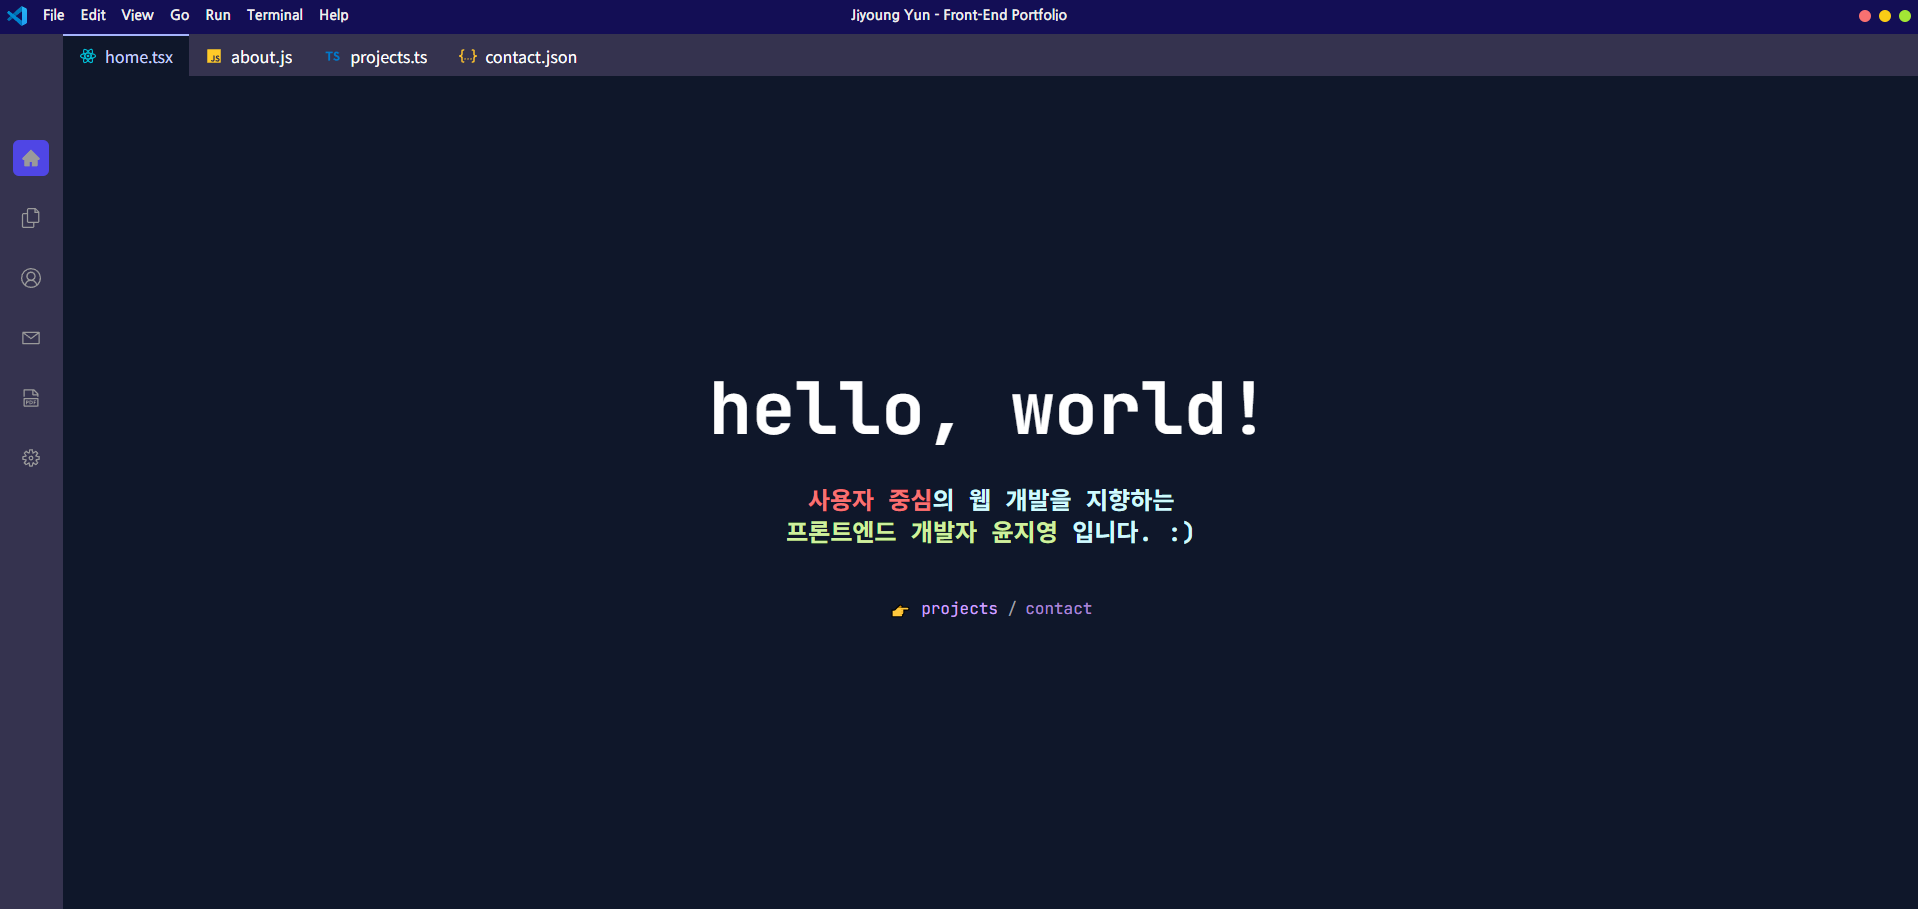 File Edit View Go Run Terminal Help
Jiyoung Yun - Front-End Portfolio
home.tsx
JS about.js
TS projects.ts
{..} contact.json
PDF
hello, world!
사용자 중심의 웹 개발을 지향하는
프론트엔드 개발자 윤지영 입니다. :)
👉 projects / contact